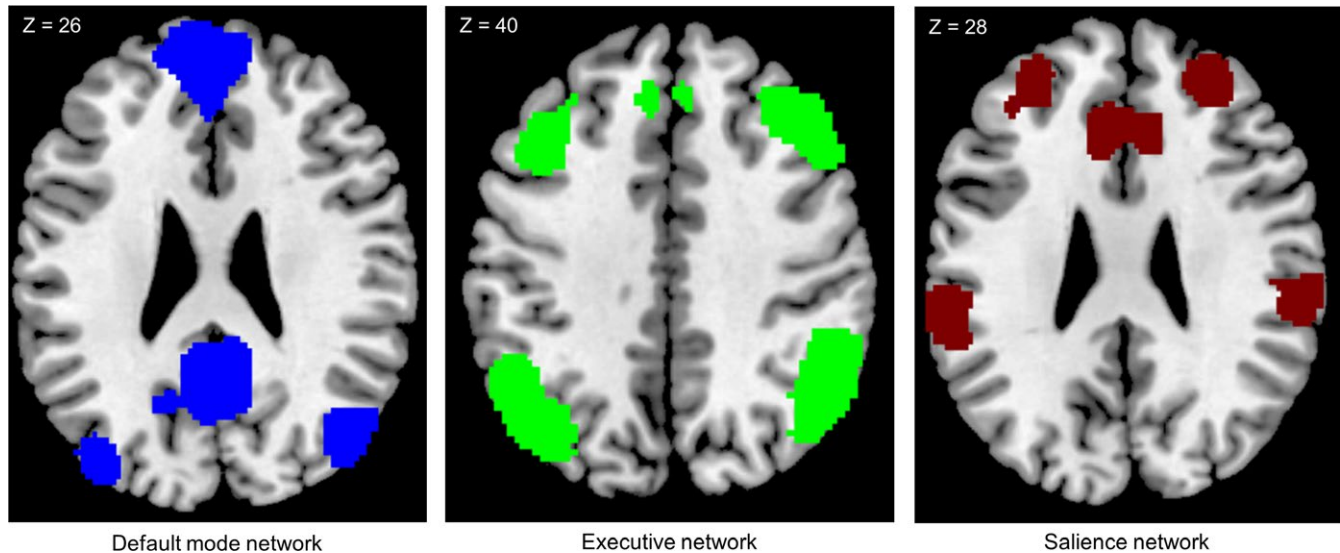 Z = 26
Z = 40
Z = 28
Default mode network
Executive network
Salience network